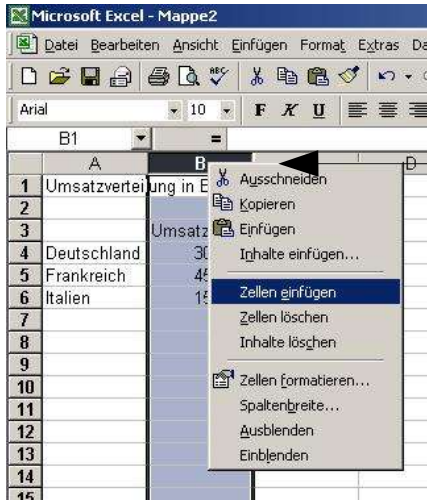 Microsoft Excel - Mappe2
Datei Bearbeiten Ansicht Einfügen Format Extras Da
Arial 10 F K U
B1 =
A B D
1 Umsatzverteilung in E
2
3 Umsatz
4 Deutschland 30
5 Frankreich 45
6 Italien 15
7
8
9
10
11
12
13
14
15
Ausschneiden
Kopieren
Einfügen
Inhalte einfügen...
Zellen einfügen
Zellen löschen
Inhalte löschen
Zellen formatieren...
Spaltenbreite...
Ausblenden
Einblenden